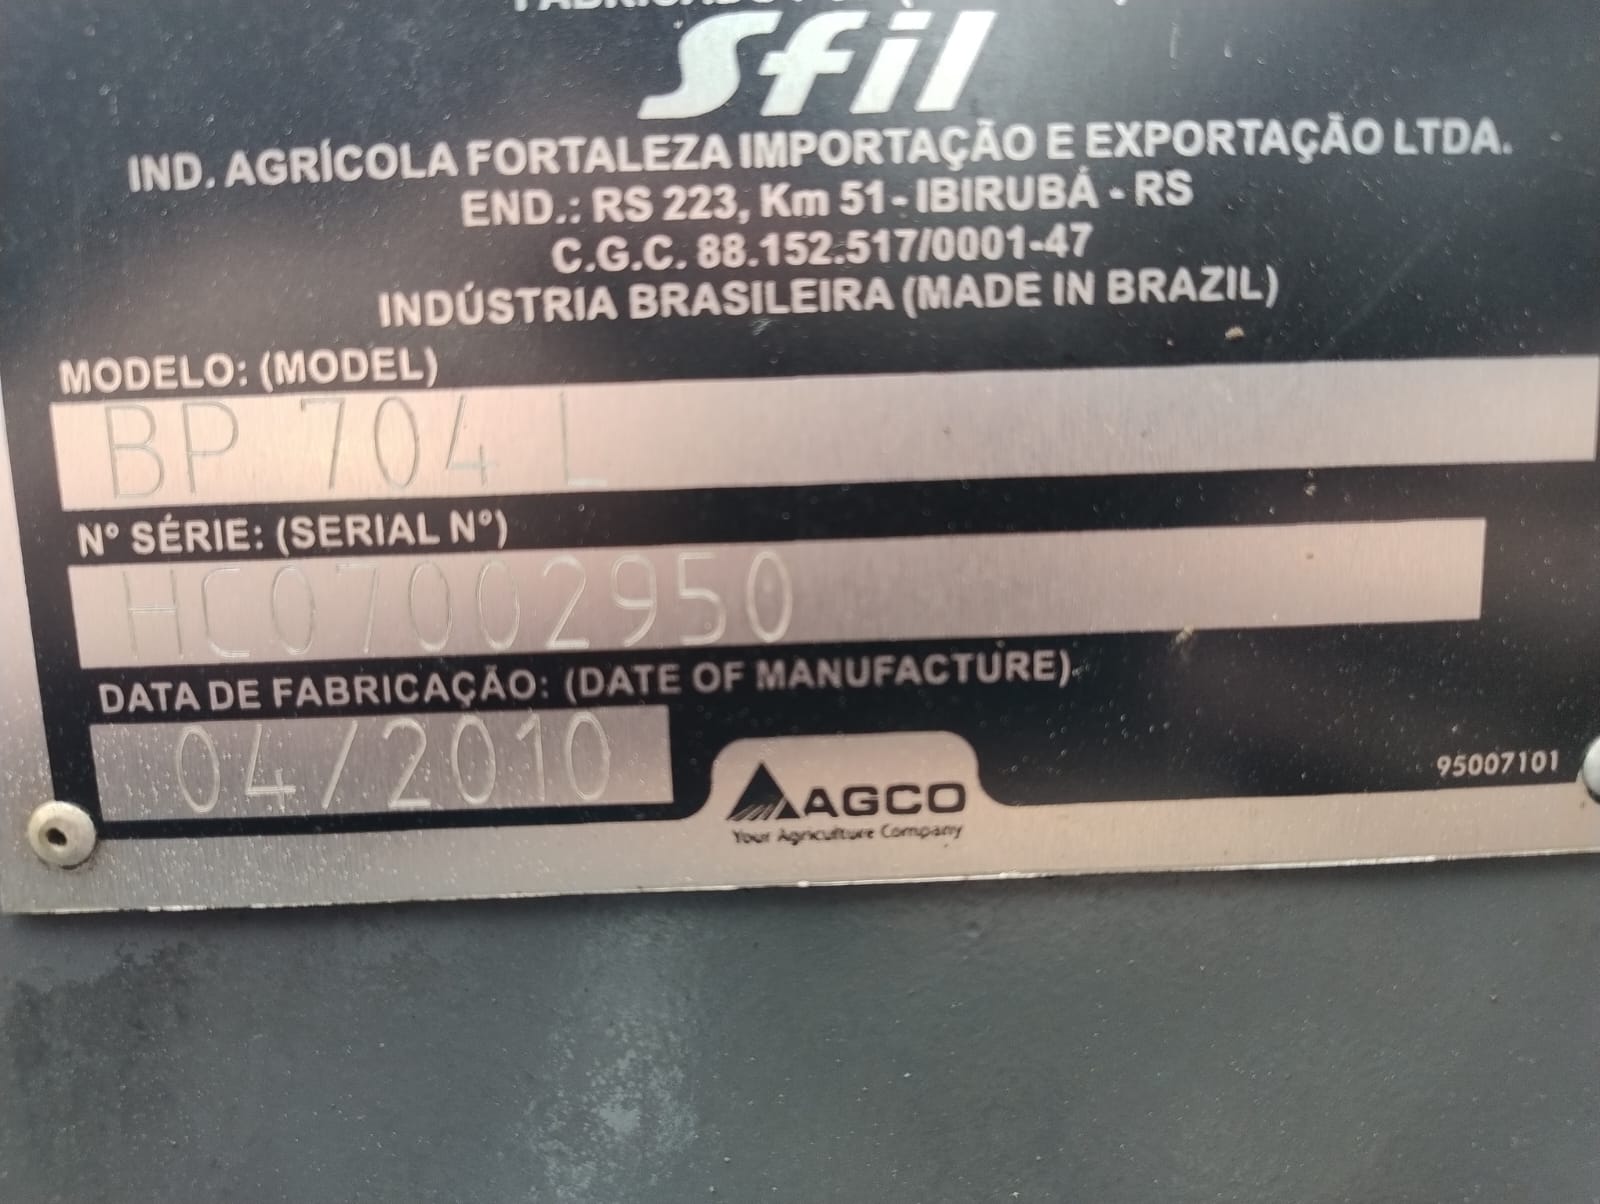 FABRICADO
Sfil
IND. AGRÍCOLA FORTALEZA IMPORTAÇÃO E EXPORTAÇÃO LTDA.
END.: RS 223, Km 51 - IBIRUBÁ - RS
C.G.C. 88.152.517/0001-47
INDÚSTRIA BRASILEIRA (MADE IN BRAZIL)
MODELO: (MODEL)
BP 704 L
N° SÉRIE: (SERIAL N°)
HC07002950
DATA DE FABRICAÇÃO: (DATE OF MANUFACTURE)
04/2010
AGCO
Your Agriculture Company
95007101